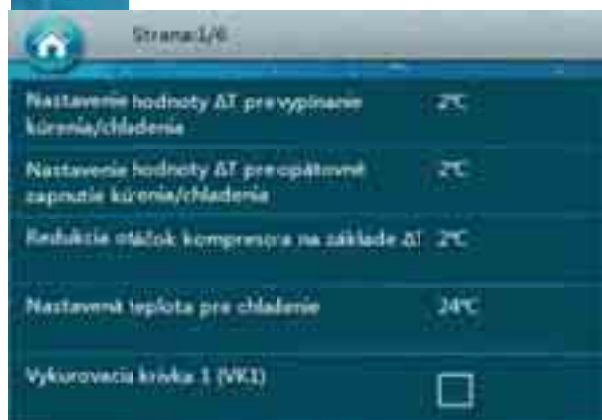 Strana:1/6
Nastavenie hodnoty ΔT pre vypínanie 2°C
kúrenia/chladenia
Nastavenie hodnoty ΔT pre opätovné 2°C
zapnutie kúrenia/chladenia
Redukcia otáčok kompresora na základe ΔT 2°C
Nastavená teplota pre chladenie 24°C
Vykurovacia krivka 1 (VK1)